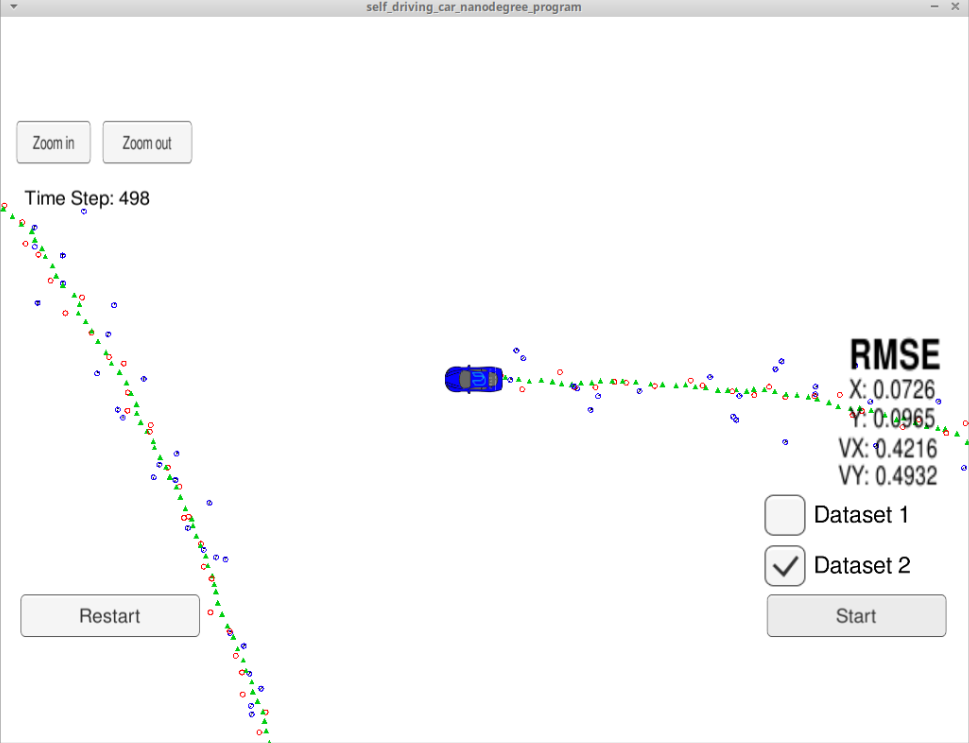 self_driving_car_nanodegree_program
Zoom in
Zoom out
Time Step: 498
RMSE
X: 0.0726
Y: 0.0965
VX: 0.4216
VY: 0.4932
Dataset 1
Dataset 2
Restart
Start